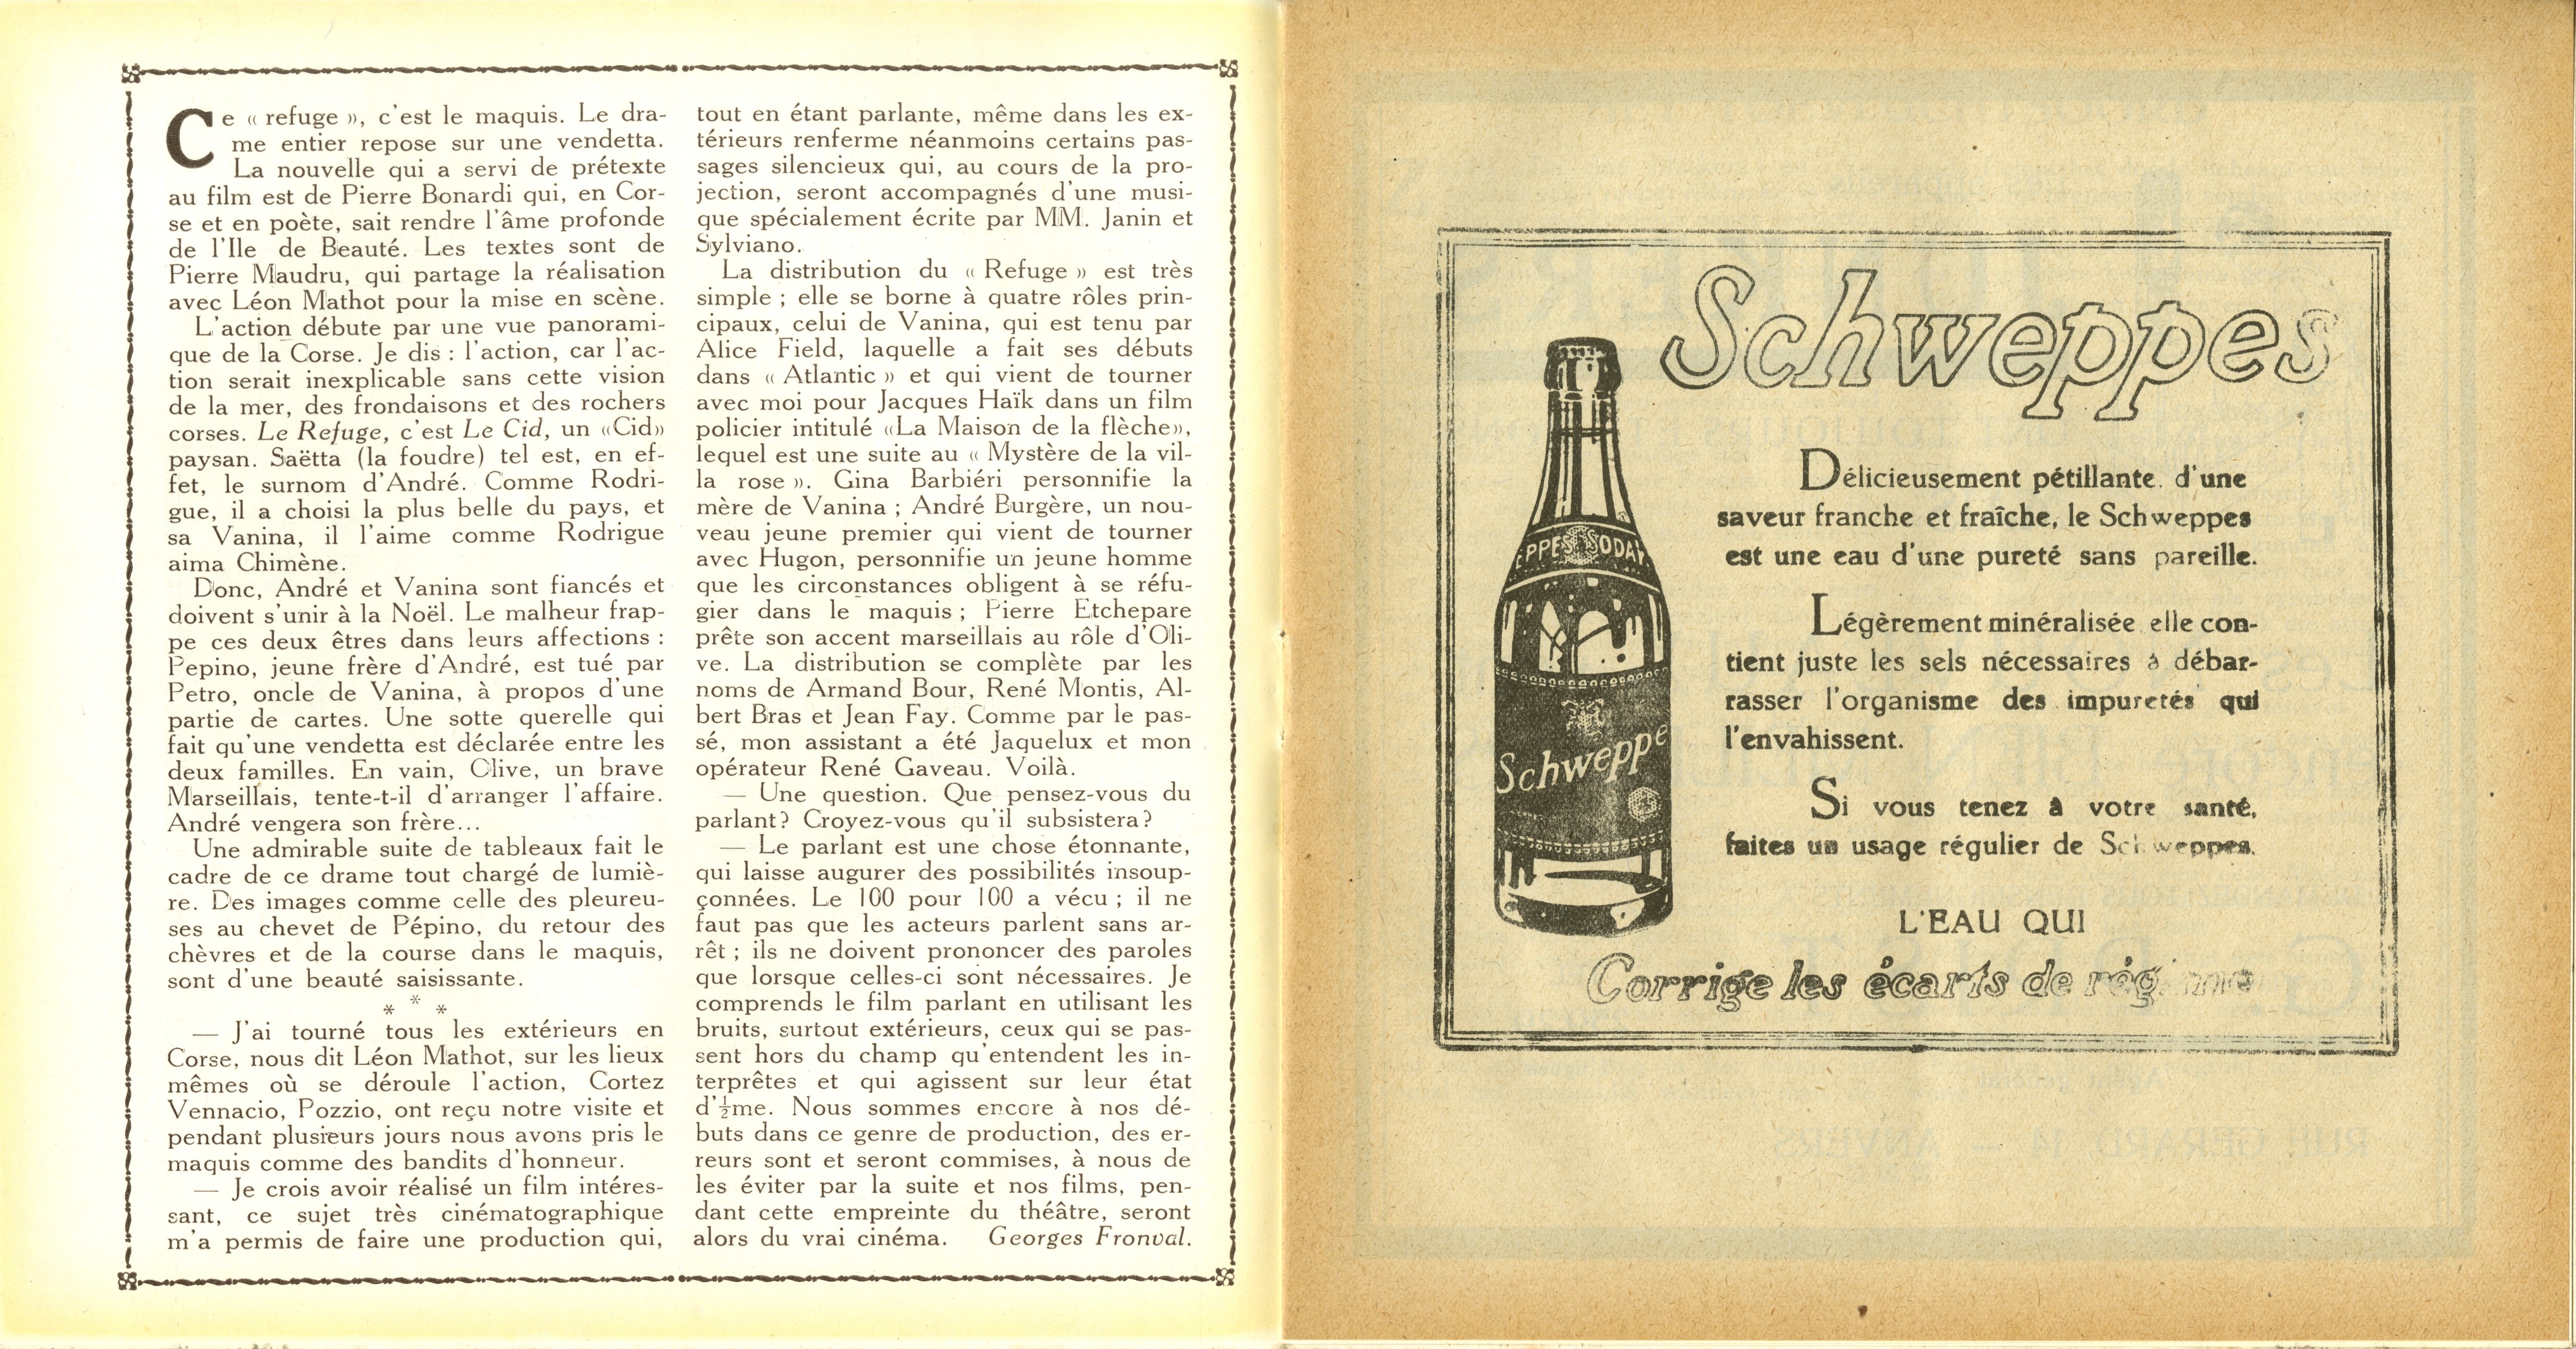 Ce « refuge », c'est le maquis. Le dra-
me entier repose sur une vendetta.
La nouvelle qui a servi de prétexte
au film est de Pierre Bonardi qui, en Cor-
se et en poète, sait rendre l'âme profonde
de l'Ile de Beauté. Les textes sont de
Pierre Maudru, qui partage la réalisation
avec Léon Mathot pour la mise en scène.
L'action débute par une vue panorami-
que de la Corse. Je dis : l'action, car l'ac-
tion serait inexplicable sans cette vision
de la mer, des frondaisons et des rochers
corses. Le Refuge, c'est Le Cid, un «Cid»
paysan. Saëtta (la foudre) tel est, en ef-
fet, le surnom d'André. Comme Rodri-
gue, il a choisi la plus belle du pays, et
sa Vanina, il l'aime comme Rodrigue
aima Chimène.
Donc, André et Vanina sont fiancés et
doivent s'unir à la Noël. Le malheur frap-
pe ces deux êtres dans leurs affections :
Pepino, jeune frère d'André, est tué par
Petro, oncle de Vanina, à propos d'une
partie de cartes. Une sotte querelle qui
fait qu'une vendetta est déclarée entre les
deux familles. En vain, Olive, un brave
Marseillais, tente-t-il d'arranger l'affaire.
André vengera son frère...
Une admirable suite de tableaux fait le
cadre de ce drame tout chargé de lumiè-
re. Des images comme celle des pleureu-
ses au chevet de Pépino, du retour des
chèvres et de la course dans le maquis,
sont d'une beauté saisissante.
* * *
— J'ai tourné tous les extérieurs en
Corse, nous dit Léon Mathot, sur les lieux
mêmes où se déroule l'action, Cortez
Vennacio, Pozzio, ont reçu notre visite et
pendant plusieurs jours nous avons pris le
maquis comme des bandits d'honneur.
— Je crois avoir réalisé un film intéres-
sant, ce sujet très cinématographique
m'a permis de faire une production qui,
tout en étant parlante, même dans les ex-
térieurs renferme néanmoins certains pas-
sages silencieux qui, au cours de la pro-
jection, seront accompagnés d'une musi-
que spécialement écrite par MM. Janin et
Sylviano.
La distribution du « Refuge » est très
simple ; elle se borne à quatre rôles prin-
cipaux, celui de Vanina, qui est tenu par
Alice Field, laquelle a fait ses débuts
dans « Atlantic » et qui vient de tourner
avec moi pour Jacques Haïk dans un film
policier intitulé «La Maison de la flèche»,
lequel est une suite au « Mystère de la vil-
la rose ». Gina Barbiéri personnifie la
mère de Vanina ; André Burgère, un nou-
veau jeune premier qui vient de tourner
avec Hugon, personnifie un jeune homme
que les circonstances obligent à se réfu-
gier dans le maquis ; Pierre Etchepare
prête son accent marseillais au rôle d'Oli-
ve. La distribution se complète par les
noms de Armand Bour, René Montis, Al-
bert Bras et Jean Fay. Comme par le pas-
sé, mon assistant a été Jaquelux et mon
opérateur René Gaveau. Voilà.
— Une question. Que pensez-vous du
parlant? Croyez-vous qu'il subsistera?
— Le parlant est une chose étonnante,
qui laisse augurer des possibilités insoup-
çonnées. Le 100 pour 100 a vécu ; il ne
faut pas que les acteurs parlent sans ar-
rêt ; ils ne doivent prononcer des paroles
que lorsque celles-ci sont nécessaires. Je
comprends le film parlant en utilisant les
bruits, surtout extérieurs, ceux qui se pas-
sent hors du champ qu'entendent les in-
terprêtes et qui agissent sur leur état
d'½me. Nous sommes encore à nos dé-
buts dans ce genre de production, des er-
reurs sont et seront commises, à nous de
les éviter par la suite et nos films, pen-
dant cette empreinte du théâtre, seront
alors du vrai cinéma. Georges Fronval.
Schweppes
PPES SODA
Schweppe
Délicieusement pétillante. d'une
saveur franche et fraîche, le Schweppes
est une eau d'une pureté sans pareille.
Légèrement minéralisée elle con-
tient juste les sels nécessaires à débar-
rasser l'organisme des impuretés qui
l'envahissent.
Si vous tenez à votre santé,
faites un usage régulier de Schweppes.
L'EAU QUI
Corrige les écarts de régime